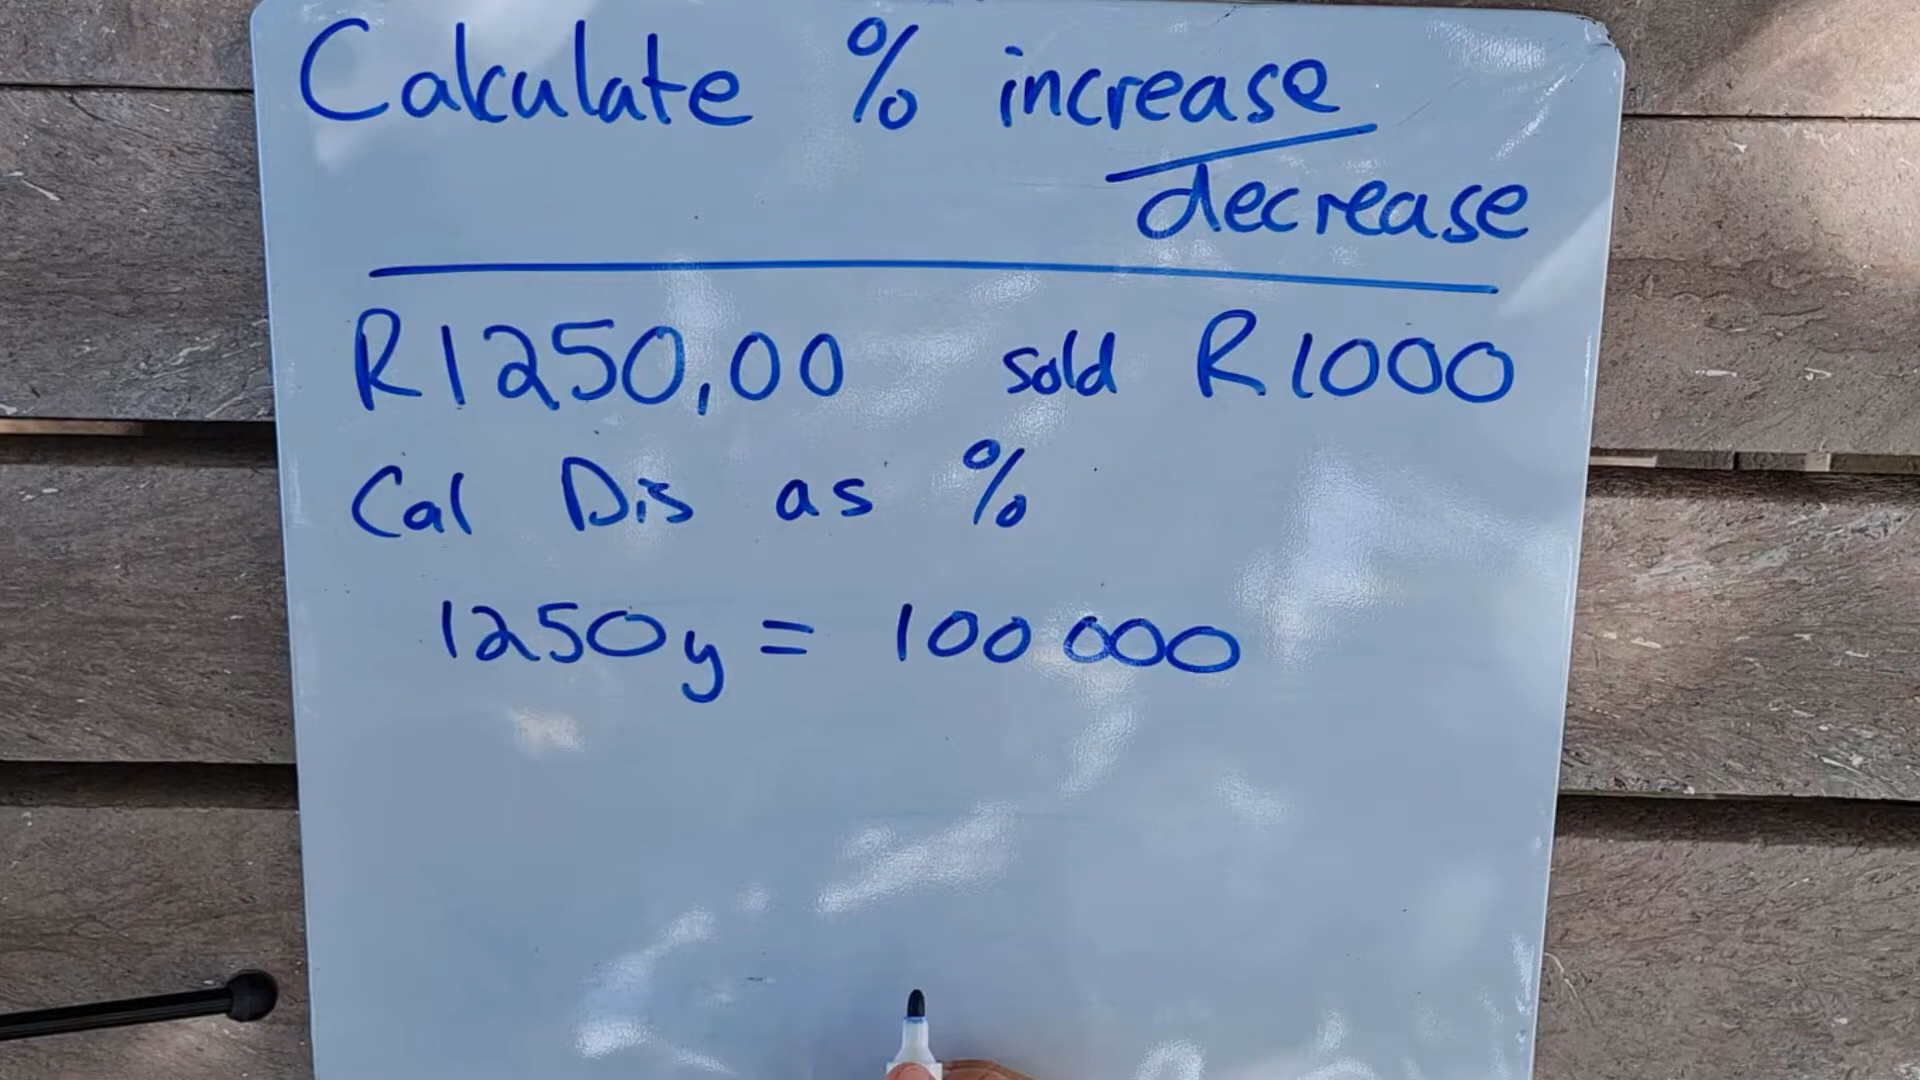 Calculate % increase
decrease
R1250,00 sold R1000
Cal Dis as %
1250y = 100 000